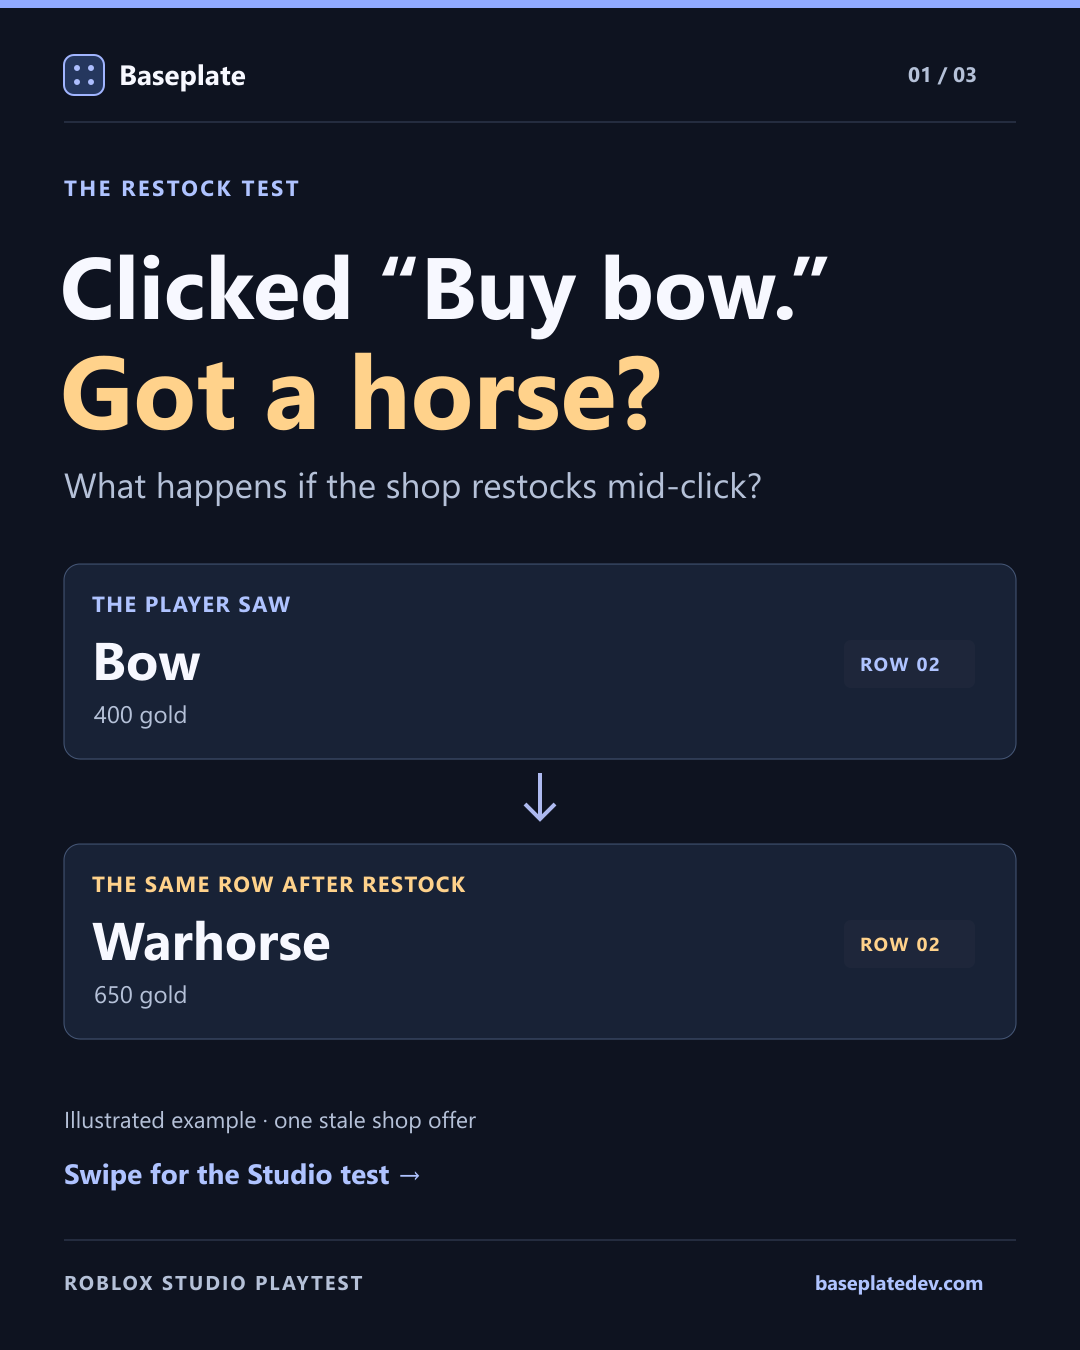 Baseplate
01 / 03
THE RESTOCK TEST
Clicked “Buy bow.”
Got a horse?
What happens if the shop restocks mid-click?
THE PLAYER SAW
Bow
ROW 02
400 gold
↓
THE SAME ROW AFTER RESTOCK
Warhorse
ROW 02
650 gold
Illustrated example · one stale shop offer
Swipe for the Studio test →
ROBLOX STUDIO PLAYTEST
baseplatedev.com